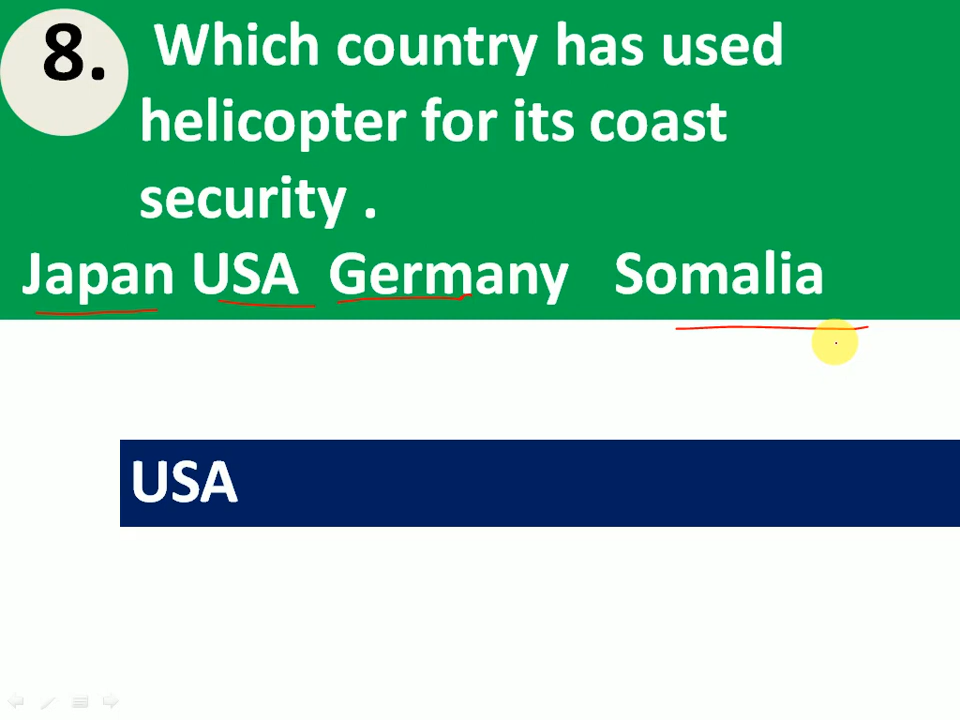 8. Which country has used
helicopter for its coast
security .
Japan USA Germany Somalia
USA